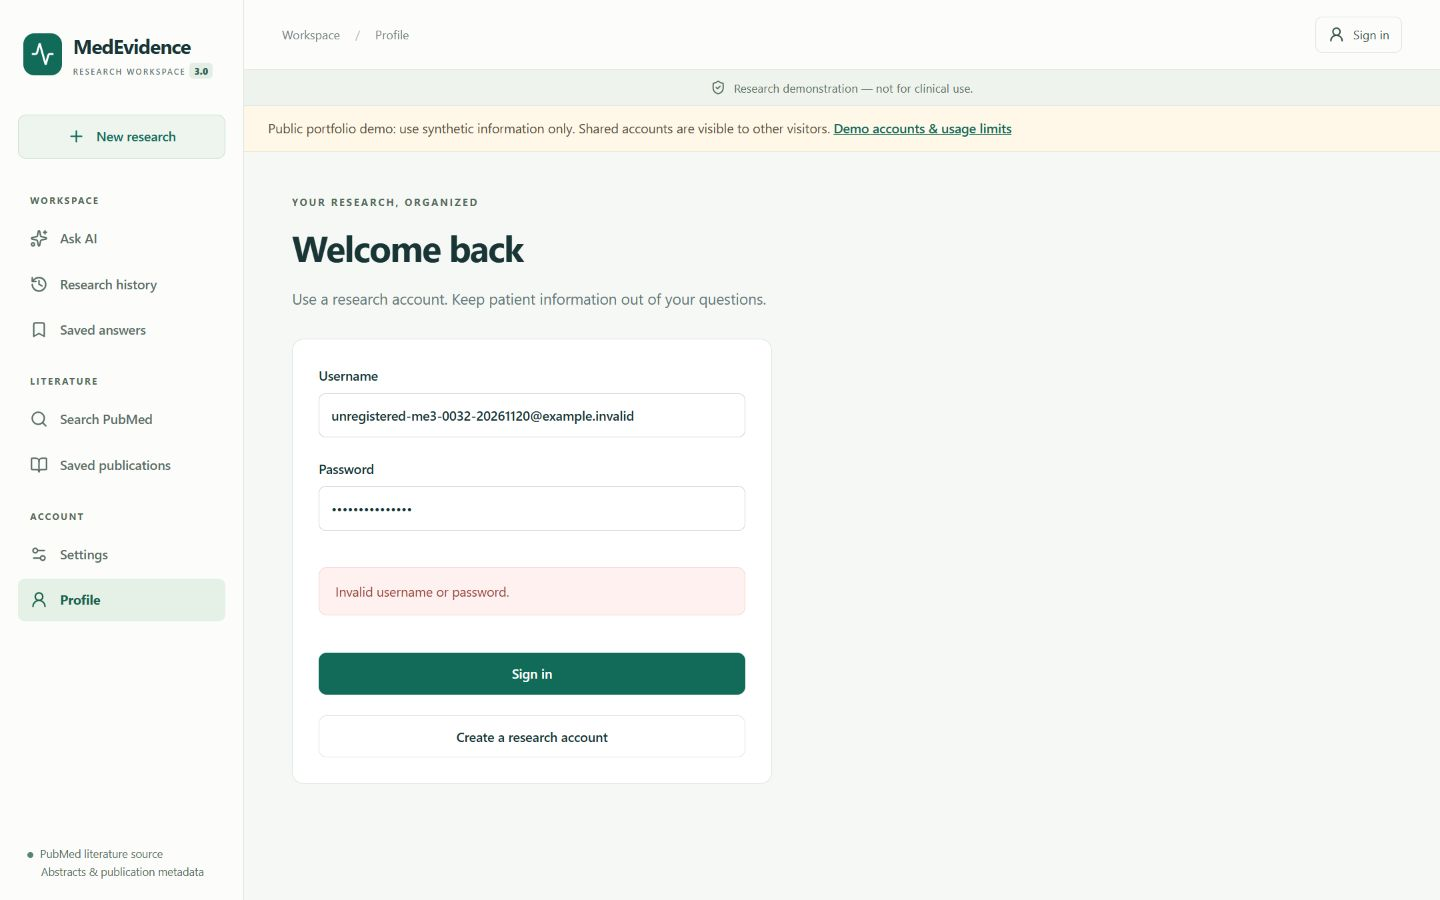 MedEvidence
RESEARCH WORKSPACE 3.0
New research
WORKSPACE
Ask AI
Research history
Saved answers
LITERATURE
Search PubMed
Saved publications
ACCOUNT
Settings
Profile
PubMed literature source
Abstracts & publication metadata
Workspace / Profile
Sign in
Research demonstration — not for clinical use.
Public portfolio demo: use synthetic information only. Shared accounts are visible to other visitors. Demo accounts & usage limits
YOUR RESEARCH, ORGANIZED
Welcome back
Use a research account. Keep patient information out of your questions.
Username
unregistered-me3-0032-20261120@example.invalid
Password
•••••••••••••••
Invalid username or password.
Sign in
Create a research account